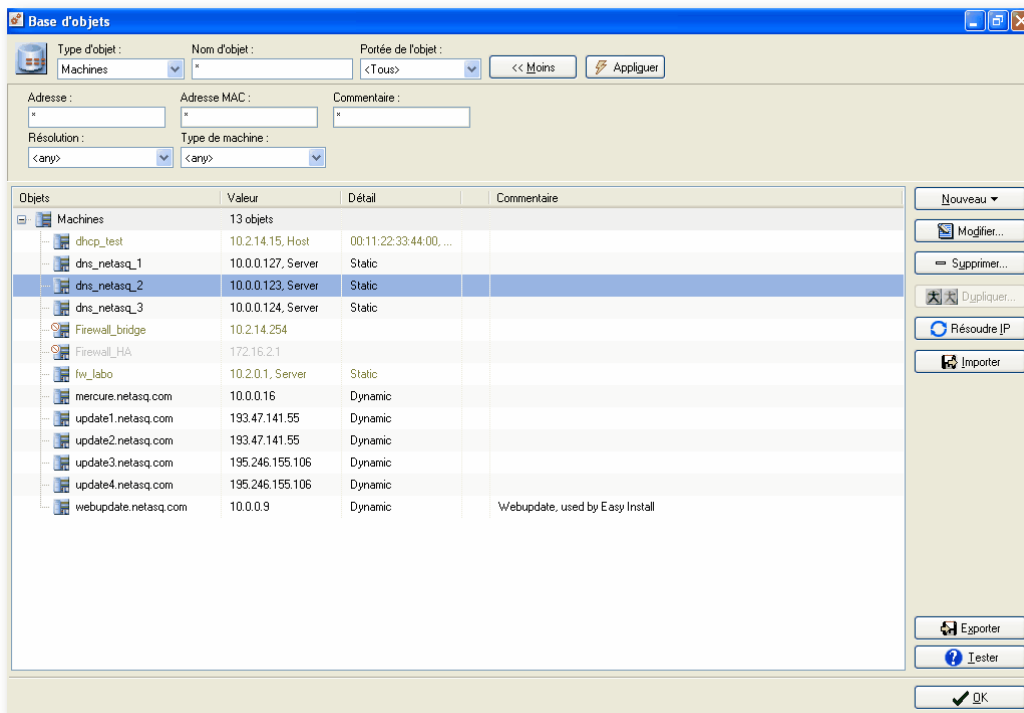 Base d'objets
Type d'objet : Nom d'objet : Portée de l'objet :
Machines * <Tous> << Moins Appliquer
Adresse : Adresse MAC : Commentaire :
* * *
Résolution : Type de machine :
<any> <any>
Objets Valeur Détail Commentaire
Machines 13 objets
dhcp_test 10.2.14.15, Host 00:11:22:33:44:00, ...
dns_netasq_1 10.0.0.127, Server Static
dns_netasq_2 10.0.0.123, Server Static
dns_netasq_3 10.0.0.124, Server Static
Firewall_bridge 10.2.14.254
Firewall_HA 172.16.2.1
fw_labo 10.2.0.1, Server Static
mercure.netasq.com 10.0.0.16 Dynamic
update1.netasq.com 193.47.141.55 Dynamic
update2.netasq.com 193.47.141.55 Dynamic
update3.netasq.com 195.246.155.106 Dynamic
update4.netasq.com 195.246.155.106 Dynamic
webupdate.netasq.com 10.0.0.9 Dynamic Webupdate, used by Easy Install
Nouveau
Modifier...
Supprimer...
Dupliquer...
Résoudre IP
Importer
Exporter
Tester
OK